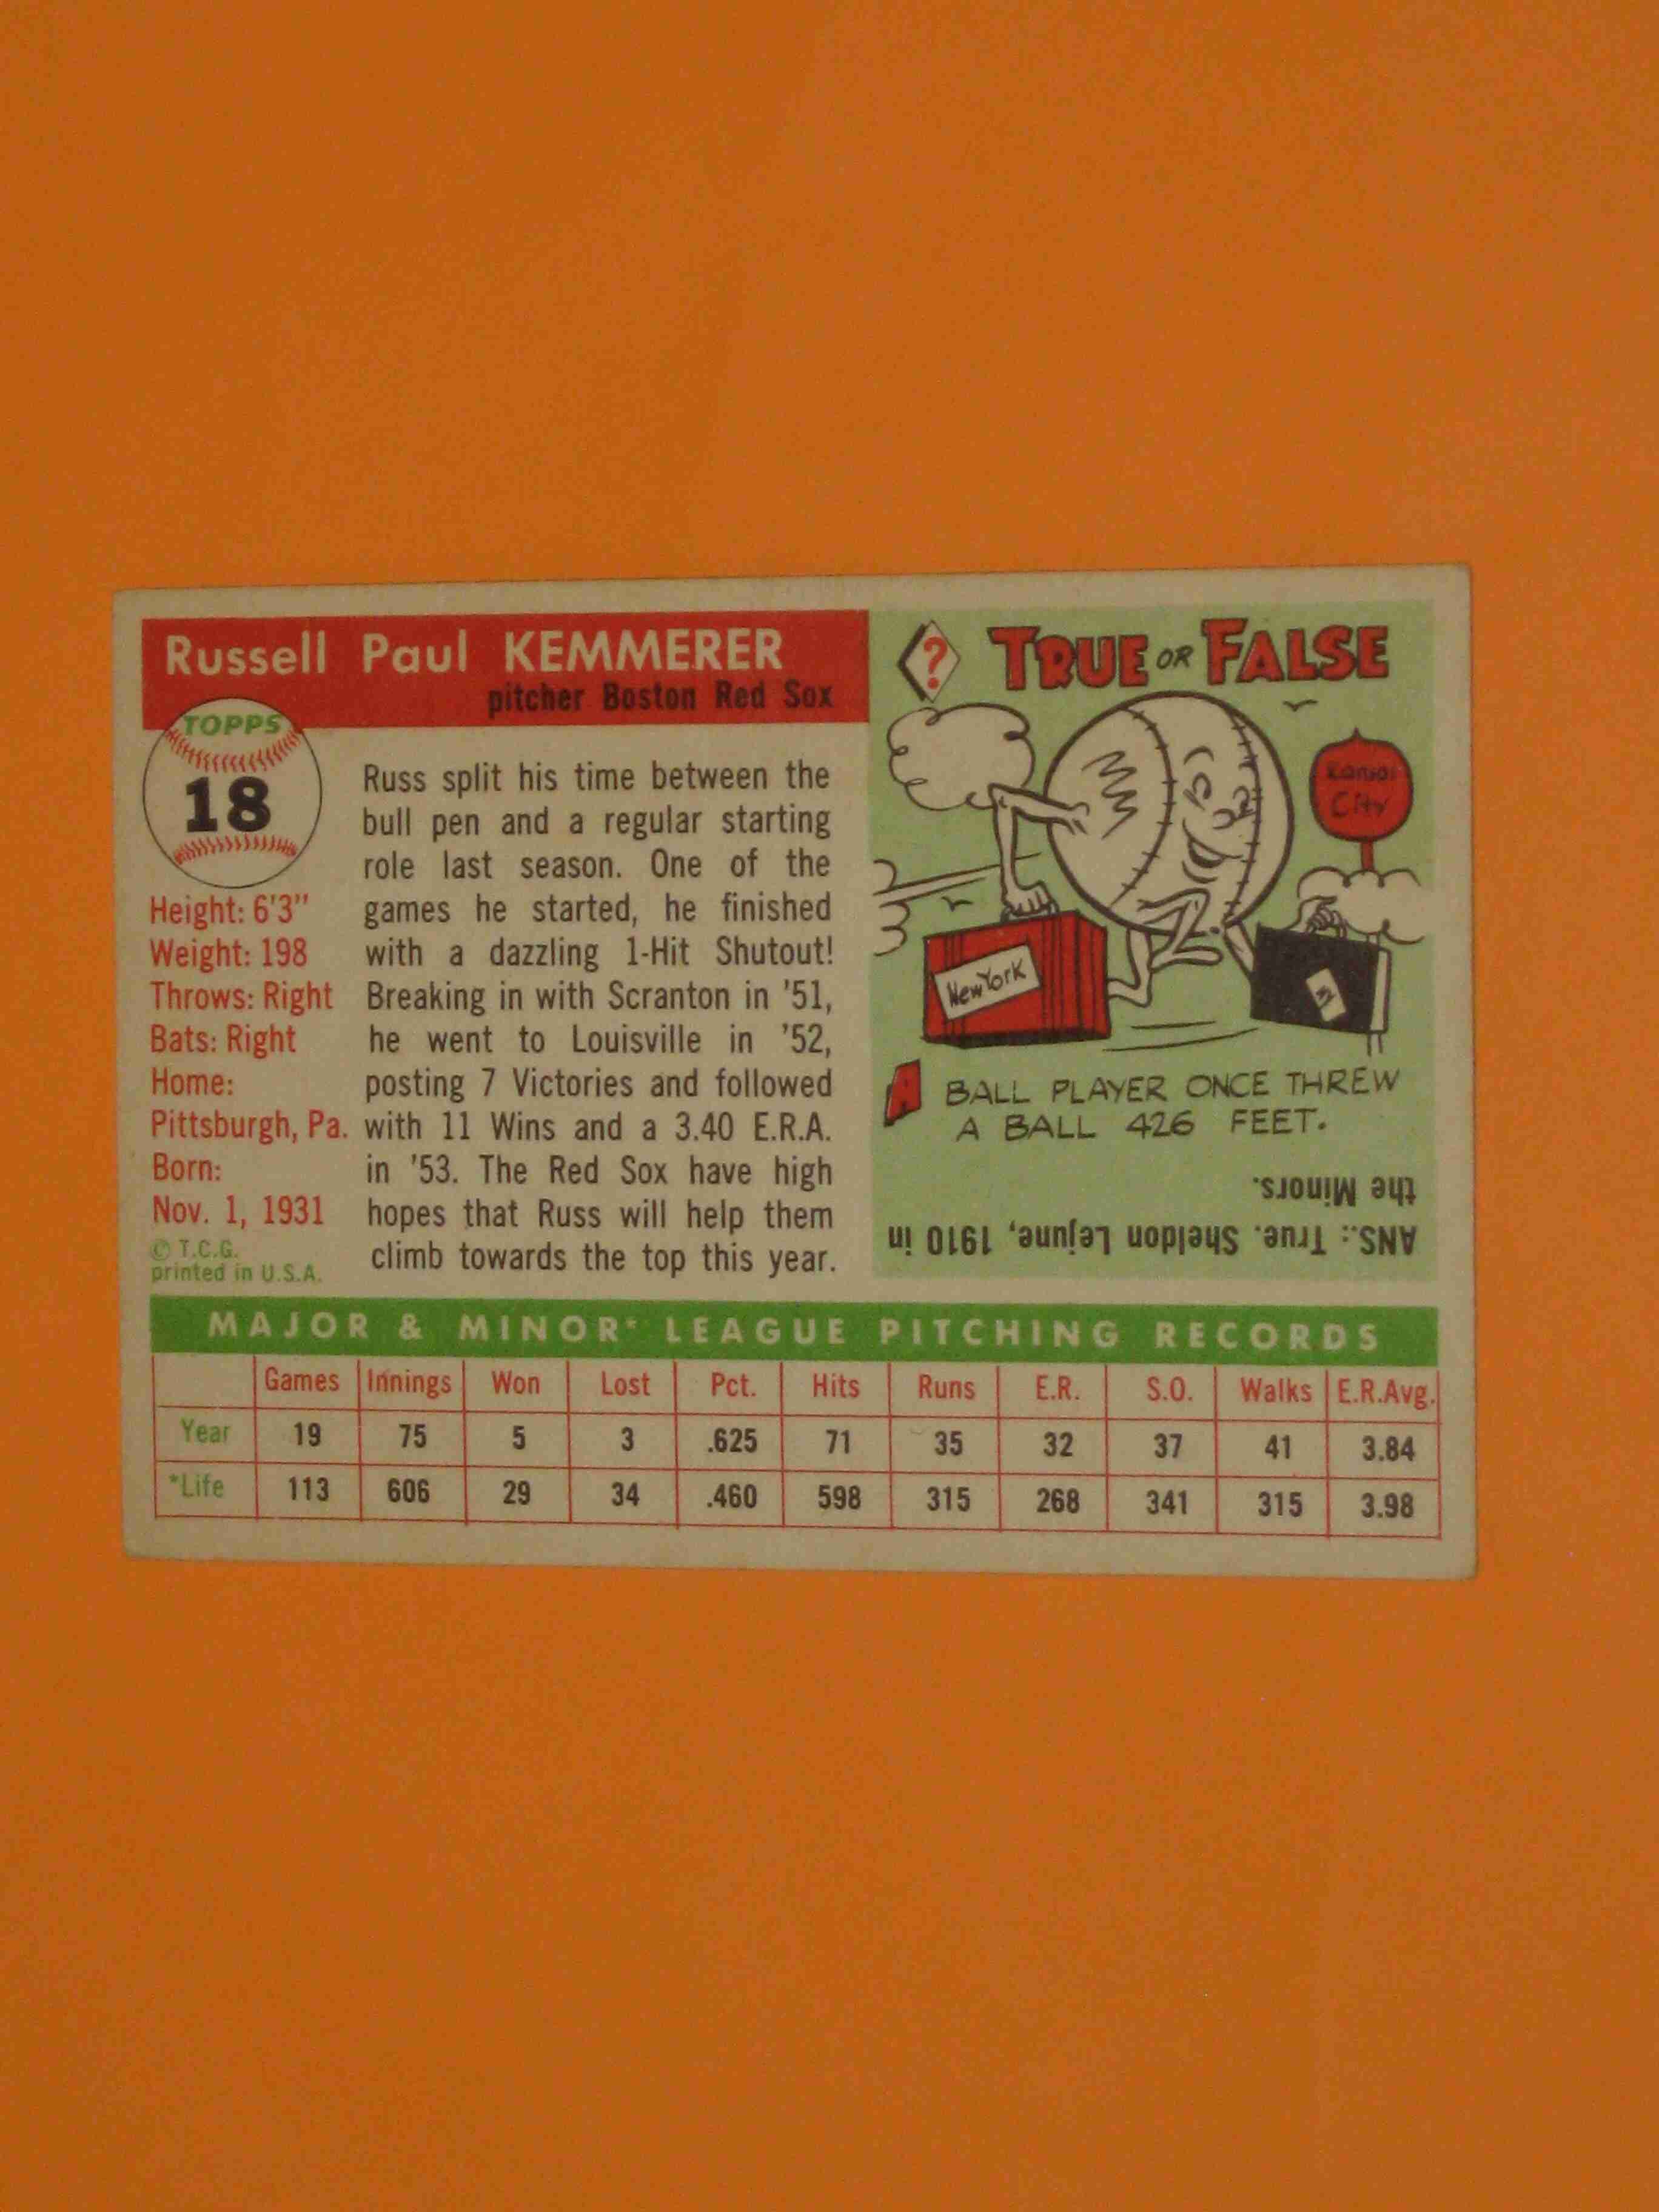 Russell Paul KEMMERER
pitcher Boston Red Sox
TOPPS
18
Height: 6'3"
Weight: 198
Throws: Right
Bats: Right
Home:
Pittsburgh, Pa.
Born:
Nov. 1, 1931
© T.C.G.
printed in U.S.A.
Russ split his time between the
bull pen and a regular starting
role last season. One of the
games he started, he finished
with a dazzling 1-Hit Shutout!
Breaking in with Scranton in '51,
he went to Louisville in '52,
posting 7 Victories and followed
with 11 Wins and a 3.40 E.R.A.
in '53. The Red Sox have high
hopes that Russ will help them
climb towards the top this year.
? TRUE OR FALSE
Kansas
City
New York
A BALL PLAYER ONCE THREW
A BALL 426 FEET.
ANS.: True. Sheldon Lejune, 1910 in
the Minors.
MAJOR & MINOR* LEAGUE PITCHING RECORDS
Games Innings Won Lost Pct. Hits Runs E.R. S.O. Walks E.R.Avg.
Year 19 75 5 3 .625 71 35 32 37 41 3.84
*Life 113 606 29 34 .460 598 315 268 341 315 3.98